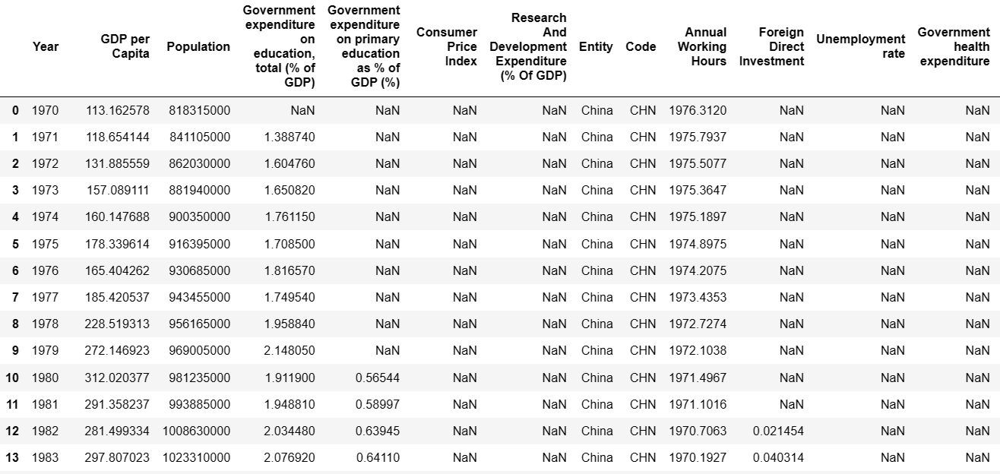 Year GDP per Capita Population Government expenditure on education, total (% of GDP) Government expenditure on primary education as % of GDP (%) Consumer Price Index Research And Development Expenditure (% Of GDP) Entity Code Annual Working Hours Foreign Direct Investment Unemployment rate Government health expenditure
0 1970 113.162578 818315000 NaN NaN NaN NaN China CHN 1976.3120 NaN NaN NaN
1 1971 118.654144 841105000 1.388740 NaN NaN NaN China CHN 1975.7937 NaN NaN NaN
2 1972 131.885559 862030000 1.604760 NaN NaN NaN China CHN 1975.5077 NaN NaN NaN
3 1973 157.089111 881940000 1.650820 NaN NaN NaN China CHN 1975.3647 NaN NaN NaN
4 1974 160.147688 900350000 1.761150 NaN NaN NaN China CHN 1975.1897 NaN NaN NaN
5 1975 178.339614 916395000 1.708500 NaN NaN NaN China CHN 1974.8975 NaN NaN NaN
6 1976 165.404262 930685000 1.816570 NaN NaN NaN China CHN 1974.2075 NaN NaN NaN
7 1977 185.420537 943455000 1.749540 NaN NaN NaN China CHN 1973.4353 NaN NaN NaN
8 1978 228.519313 956165000 1.958840 NaN NaN NaN China CHN 1972.7274 NaN NaN NaN
9 1979 272.146923 969005000 2.148050 NaN NaN NaN China CHN 1972.1038 NaN NaN NaN
10 1980 312.020377 981235000 1.911900 0.56544 NaN NaN China CHN 1971.4967 NaN NaN NaN
11 1981 291.358237 993885000 1.948810 0.58997 NaN NaN China CHN 1971.1016 NaN NaN NaN
12 1982 281.499334 1008630000 2.034480 0.63945 NaN NaN China CHN 1970.7063 0.021454 NaN NaN
13 1983 297.807023 1023310000 2.076920 0.64110 NaN NaN China CHN 1970.1927 0.040314 NaN NaN